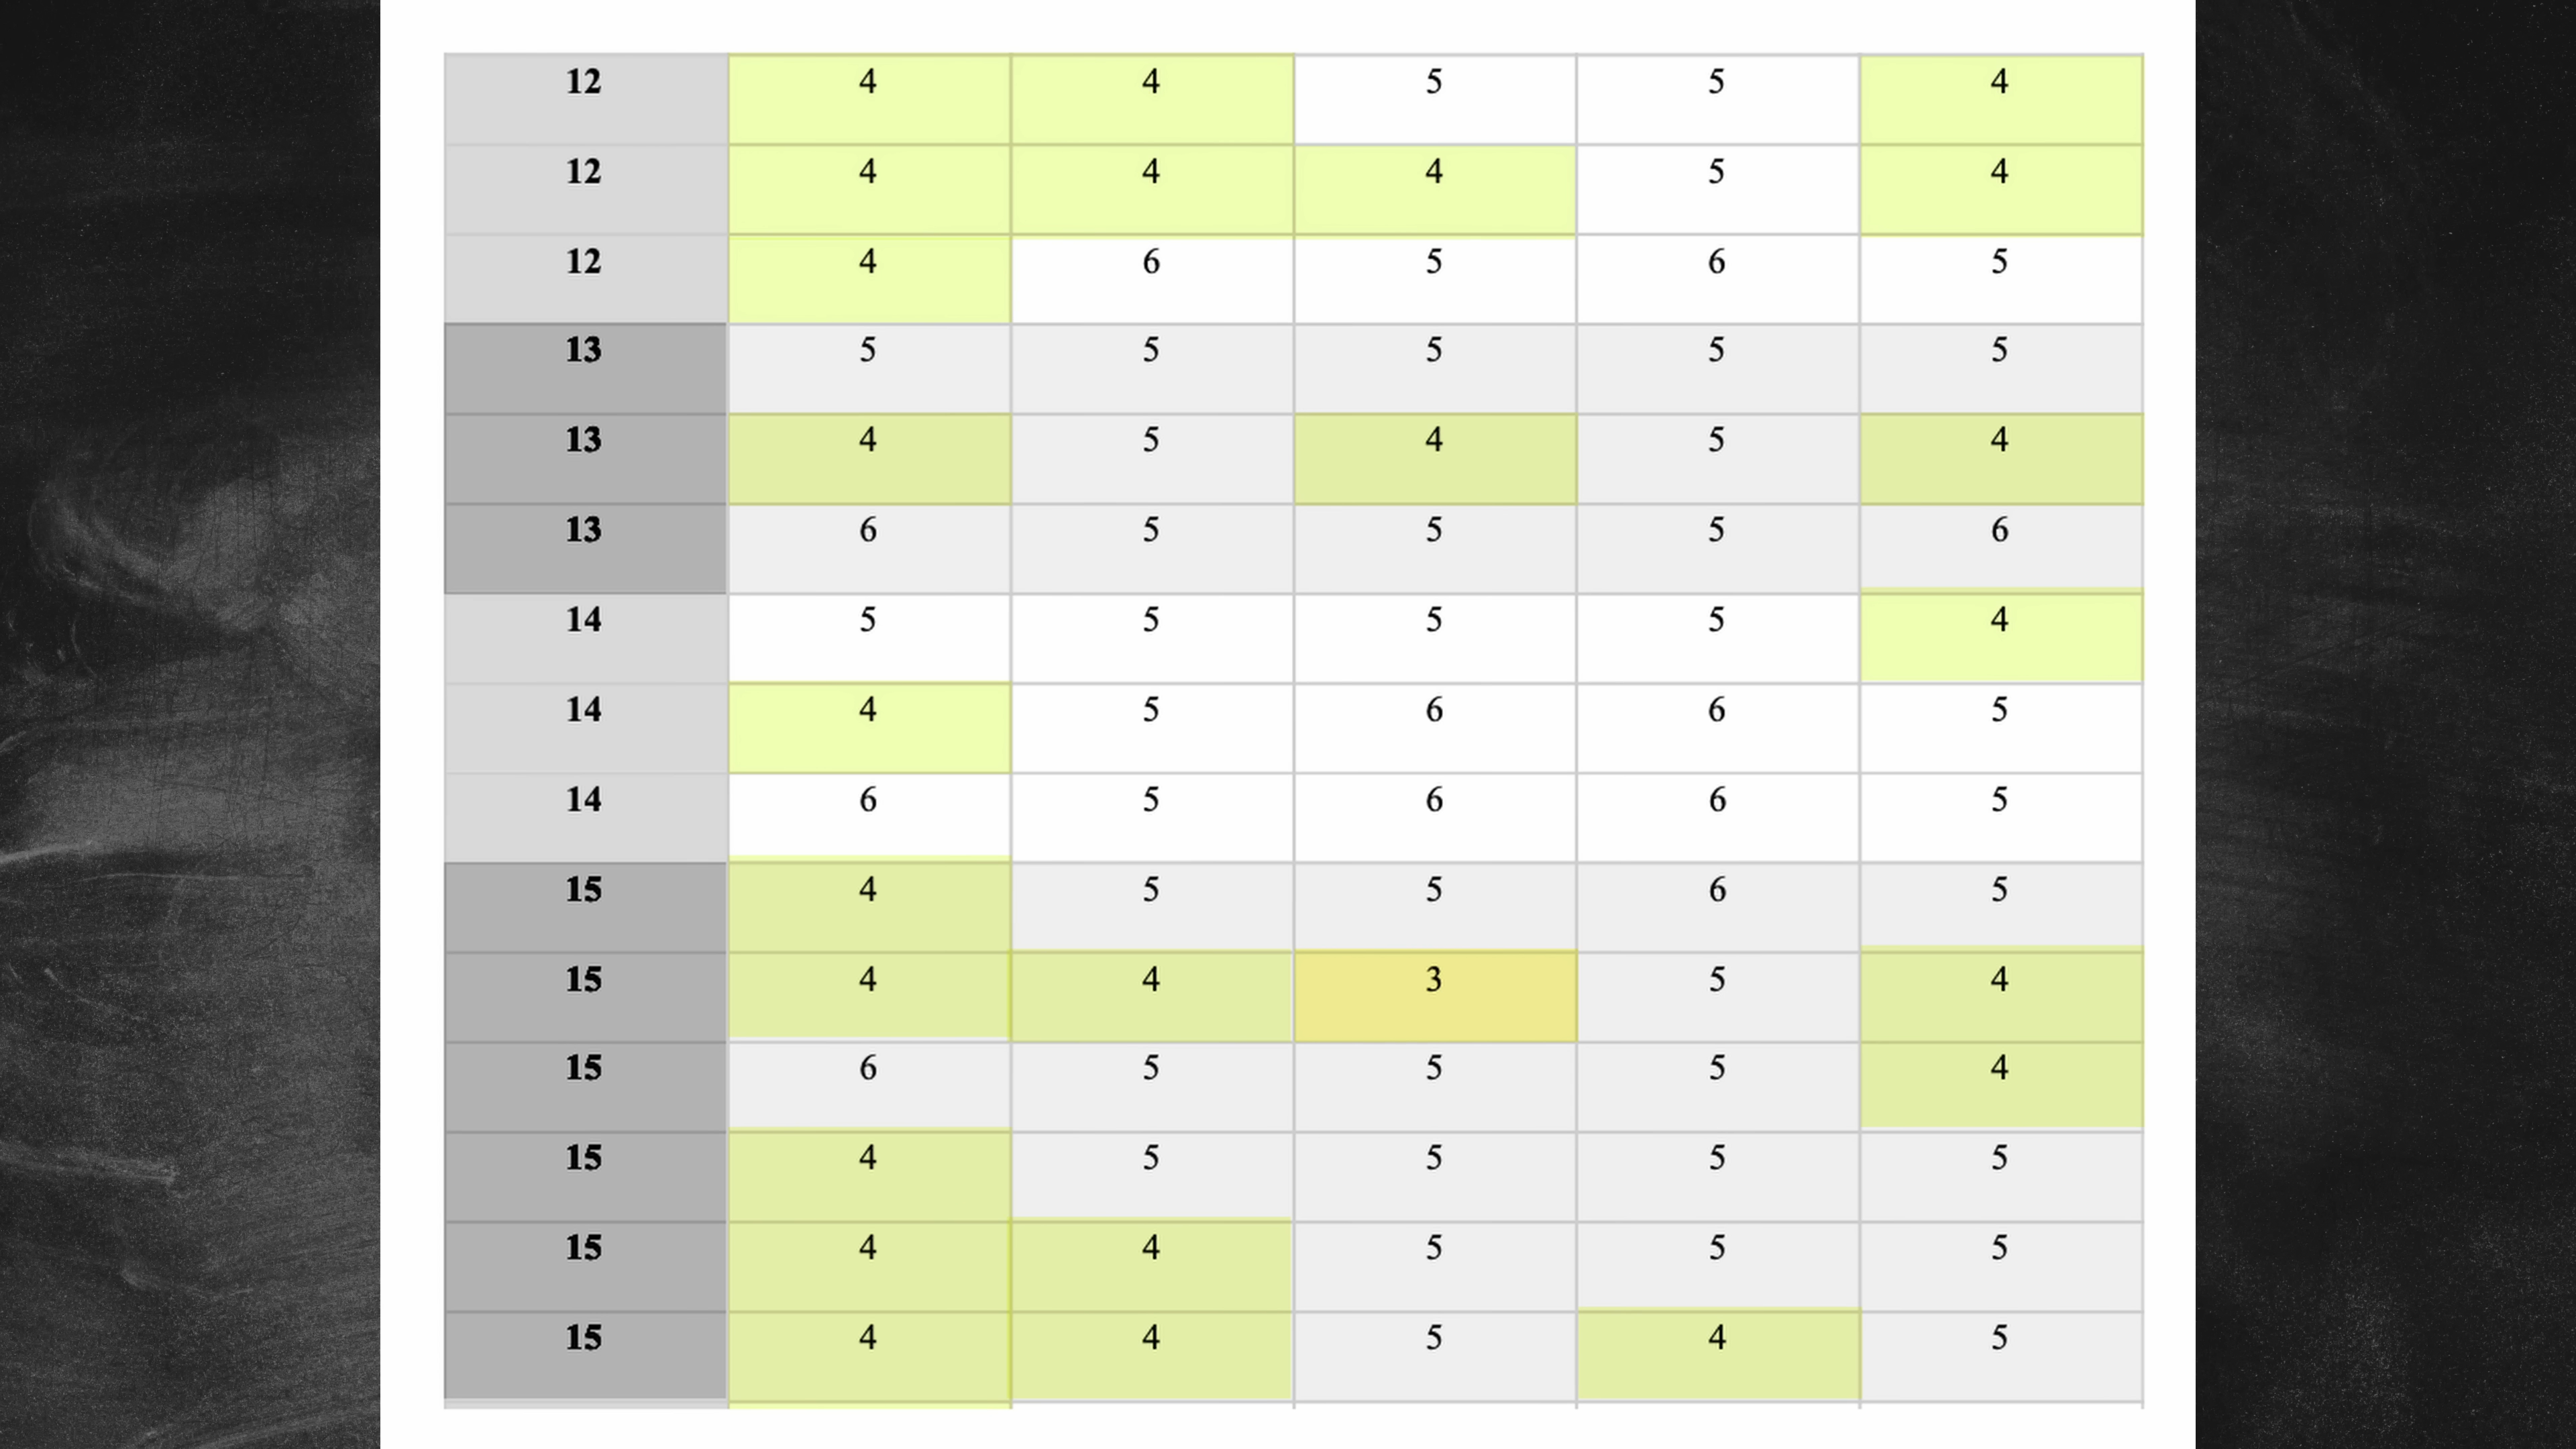 12 4 4 5 5 4
12 4 4 4 5 4
12 4 6 5 6 5
13 5 5 5 5 5
13 4 5 4 5 4
13 6 5 5 5 6
14 5 5 5 5 4
14 4 5 6 6 5
14 6 5 6 6 5
15 4 5 5 6 5
15 4 4 3 5 4
15 6 5 5 5 4
15 4 5 5 5 5
15 4 4 5 5 5
15 4 4 5 4 5